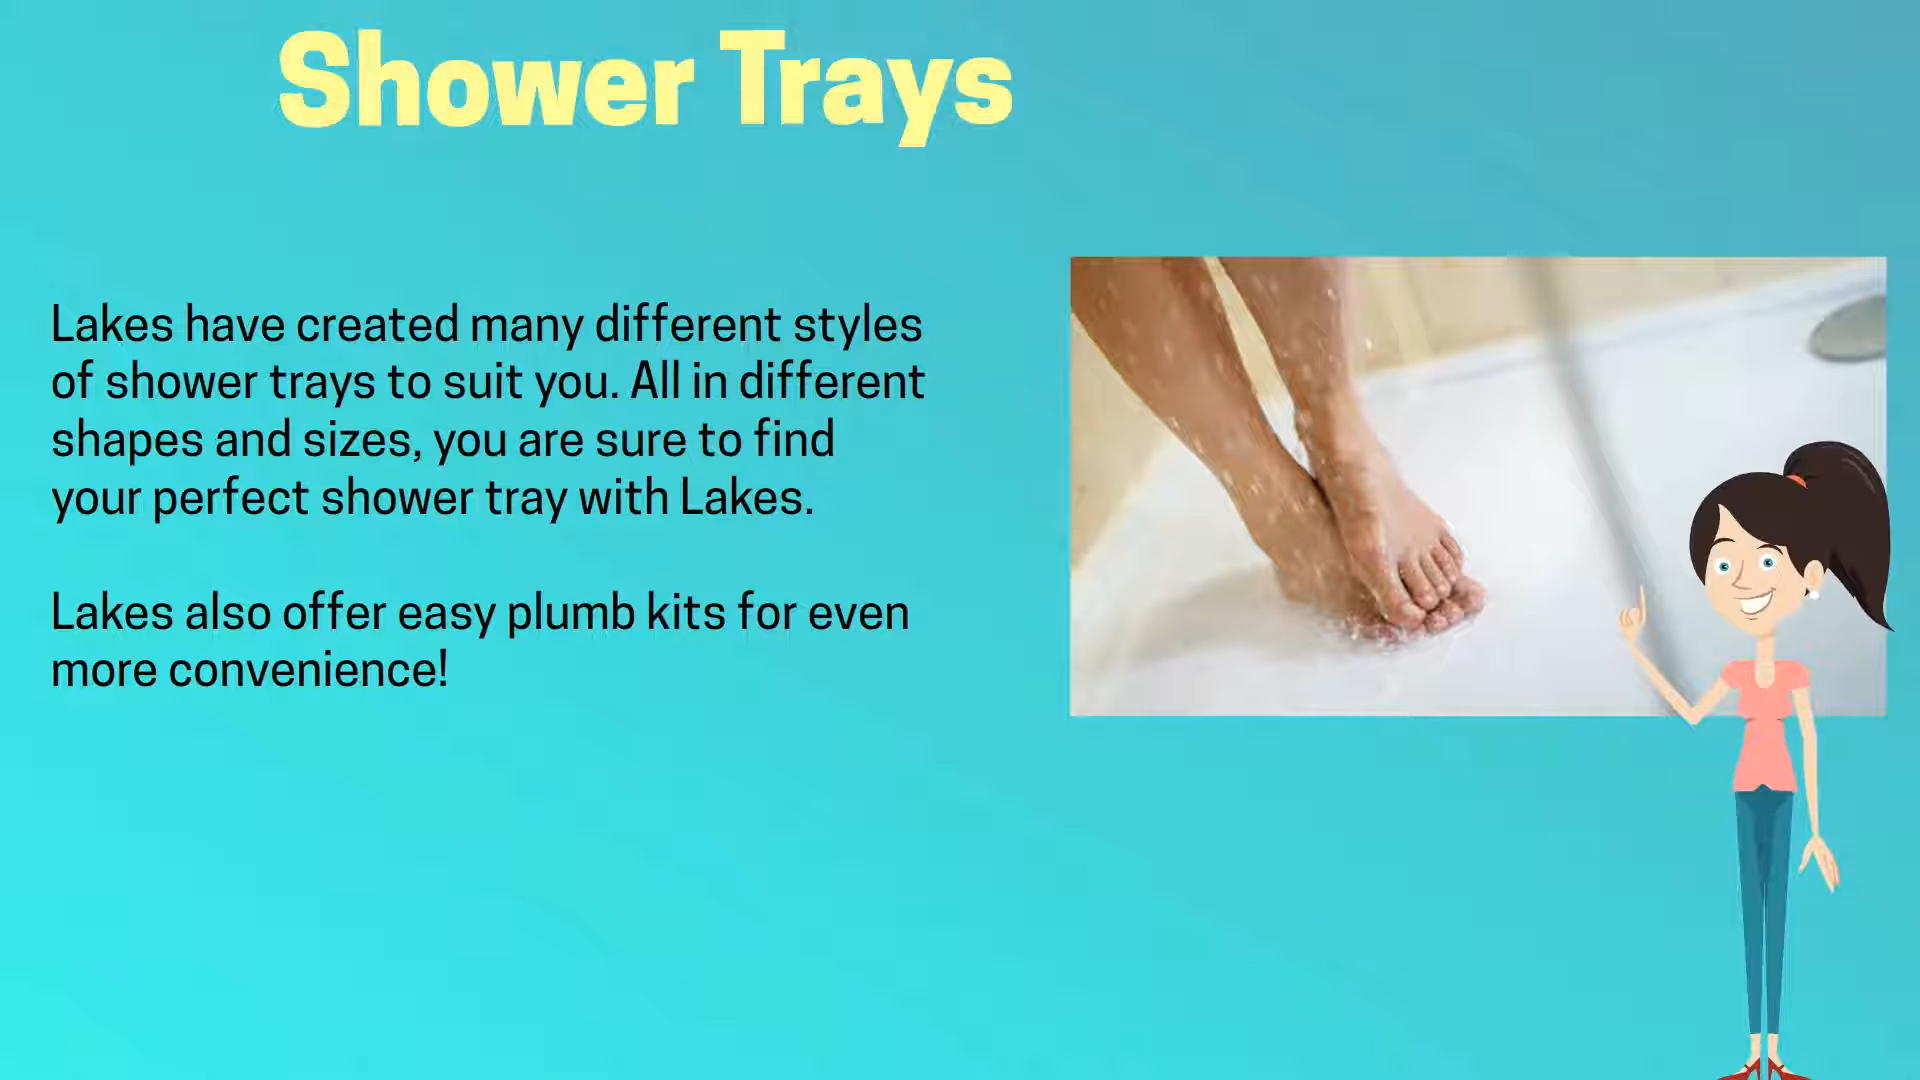 Shower Trays
Lakes have created many different styles
of shower trays to suit you. All in different
shapes and sizes, you are sure to find
your perfect shower tray with Lakes.
Lakes also offer easy plumb kits for even
more convenience!